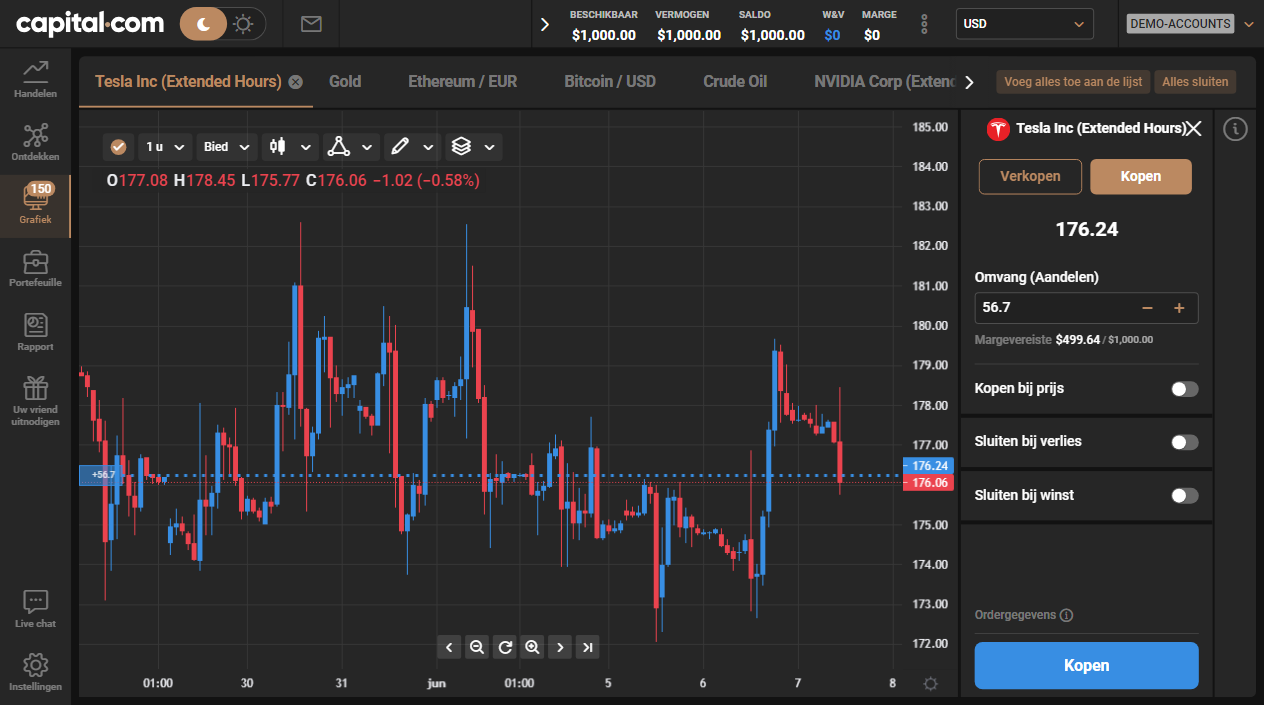 capital.com
BESCHIKBAAR VERMOGEN SALDO W&V MARGE
$1,000.00 $1,000.00 $1,000.00 $0 $0
USD
DEMO-ACCOUNTS
Handelen
Ontdekken
150
Grafiek
Portefeuille
Rapport
Uw vriend
uitnodigen
Live chat
Instellingen
Tesla Inc (Extended Hours) Gold Ethereum / EUR Bitcoin / USD Crude Oil NVIDIA Corp (Exten
Voeg alles toe aan de lijst Alles sluiten
1 u Bied
O177.08 H178.45 L175.77 C176.06 −1.02 (−0.58%)
185.00
184.00
183.00
182.00
181.00
180.00
179.00
178.00
177.00
176.24
176.06
175.00
174.00
173.00
172.00
+56.7
01:00 30 31 jun 01:00 5 6 7 8
Tesla Inc (Extended Hours)
Verkopen Kopen
176.24
Omvang (Aandelen)
56.7 − +
Margevereiste $499.64 / $1,000.00
Kopen bij prijs
Sluiten bij verlies
Sluiten bij winst
Ordergegevens
Kopen